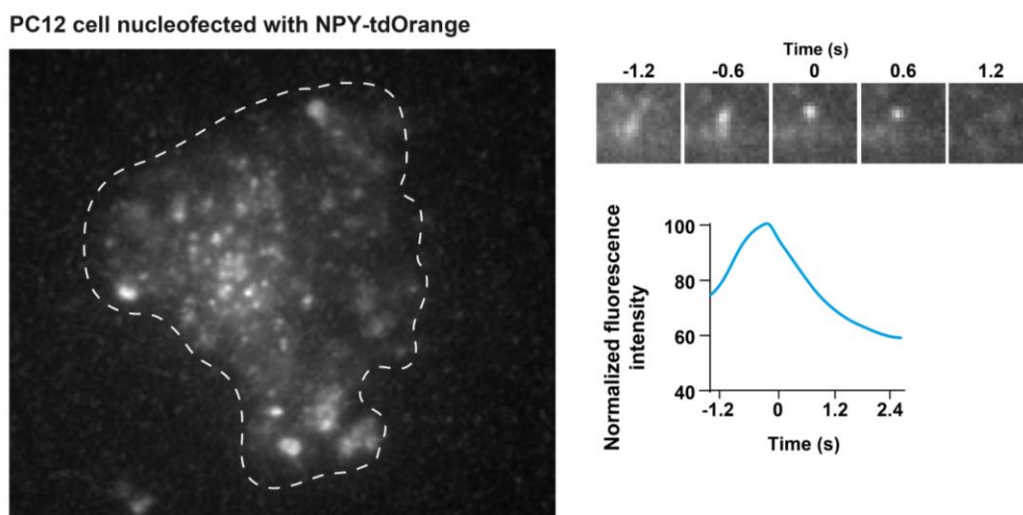 PC12 cell nucleofected with NPY-tdOrange
Time (s)
-1.2 -0.6 0 0.6 1.2
Normalized fluorescence
intensity
100
80
60
40
-1.2 0 1.2 2.4
Time (s)